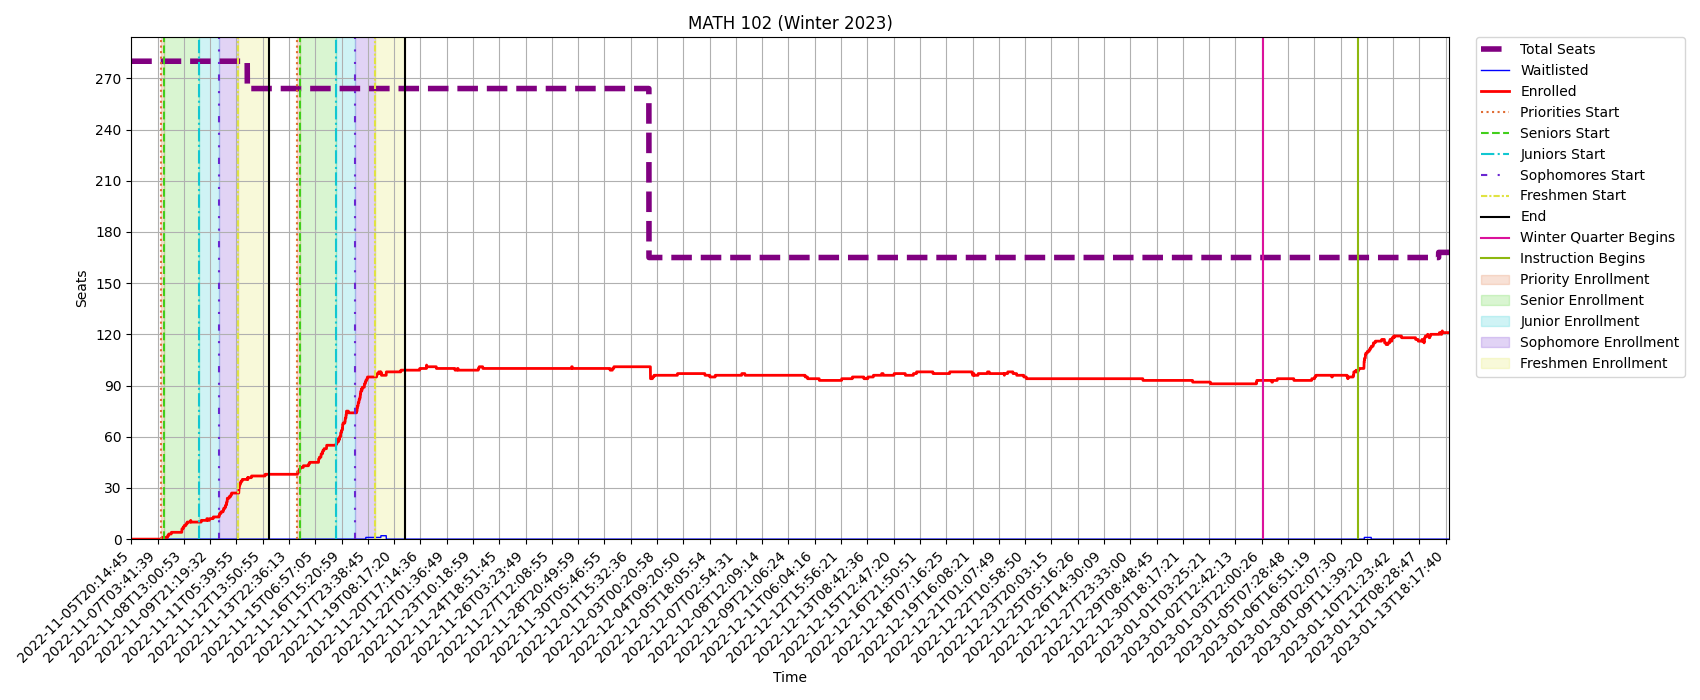 MATH 102 (Winter 2023)
Seats
270
240
210
180
150
120
90
60
30
0
2022-11-05T20:14:45
2022-11-07T03:41:39
2022-11-08T13:00:53
2022-11-09T21:19:32
2022-11-11T05:39:55
2022-11-12T13:50:55
2022-11-13T22:36:13
2022-11-15T06:57:05
2022-11-16T15:20:59
2022-11-17T23:38:45
2022-11-19T08:17:20
2022-11-20T17:14:36
2022-11-22T01:36:49
2022-11-23T10:18:59
2022-11-24T18:51:45
2022-11-26T03:23:49
2022-11-27T12:08:55
2022-11-28T20:49:59
2022-11-30T05:46:55
2022-12-01T15:32:36
2022-12-03T00:20:58
2022-12-04T09:20:50
2022-12-05T18:05:54
2022-12-07T02:54:31
2022-12-08T12:09:14
2022-12-09T21:06:24
2022-12-11T06:04:16
2022-12-12T15:56:21
2022-12-13T08:42:36
2022-12-15T12:47:20
2022-12-16T21:50:51
2022-12-18T07:16:25
2022-12-19T16:08:21
2022-12-21T01:07:49
2022-12-22T10:58:50
2022-12-23T20:03:15
2022-12-25T05:16:26
2022-12-26T14:30:09
2022-12-27T23:33:00
2022-12-29T08:48:45
2022-12-30T18:17:21
2023-01-01T03:25:21
2023-01-02T12:42:13
2023-01-03T22:00:26
2023-01-05T07:28:48
2023-01-06T16:51:19
2023-01-08T02:07:30
2023-01-09T11:39:20
2023-01-10T21:23:42
2023-01-12T08:28:47
2023-01-13T18:17:40
Time
Total Seats
Waitlisted
Enrolled
Priorities Start
Seniors Start
Juniors Start
Sophomores Start
Freshmen Start
End
Winter Quarter Begins
Instruction Begins
Priority Enrollment
Senior Enrollment
Junior Enrollment
Sophomore Enrollment
Freshmen Enrollment